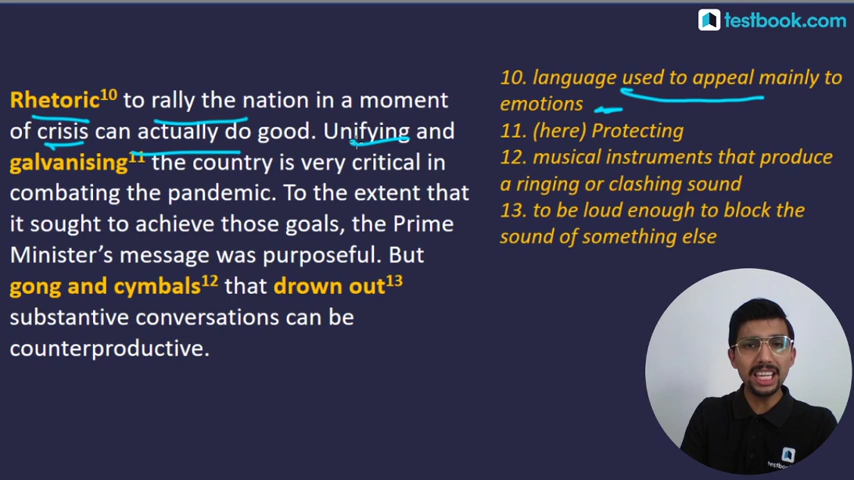 testbook.com
Rhetoric¹⁰ to rally the nation in a moment
of crisis can actually do good. Unifying and
galvanising¹¹ the country is very critical in
combating the pandemic. To the extent that
it sought to achieve those goals, the Prime
Minister's message was purposeful. But
gong and cymbals¹² that drown out¹³
substantive conversations can be
counterproductive.
10. language used to appeal mainly to
emotions
11. (here) Protecting
12. musical instruments that produce
a ringing or clashing sound
13. to be loud enough to block the
sound of something else